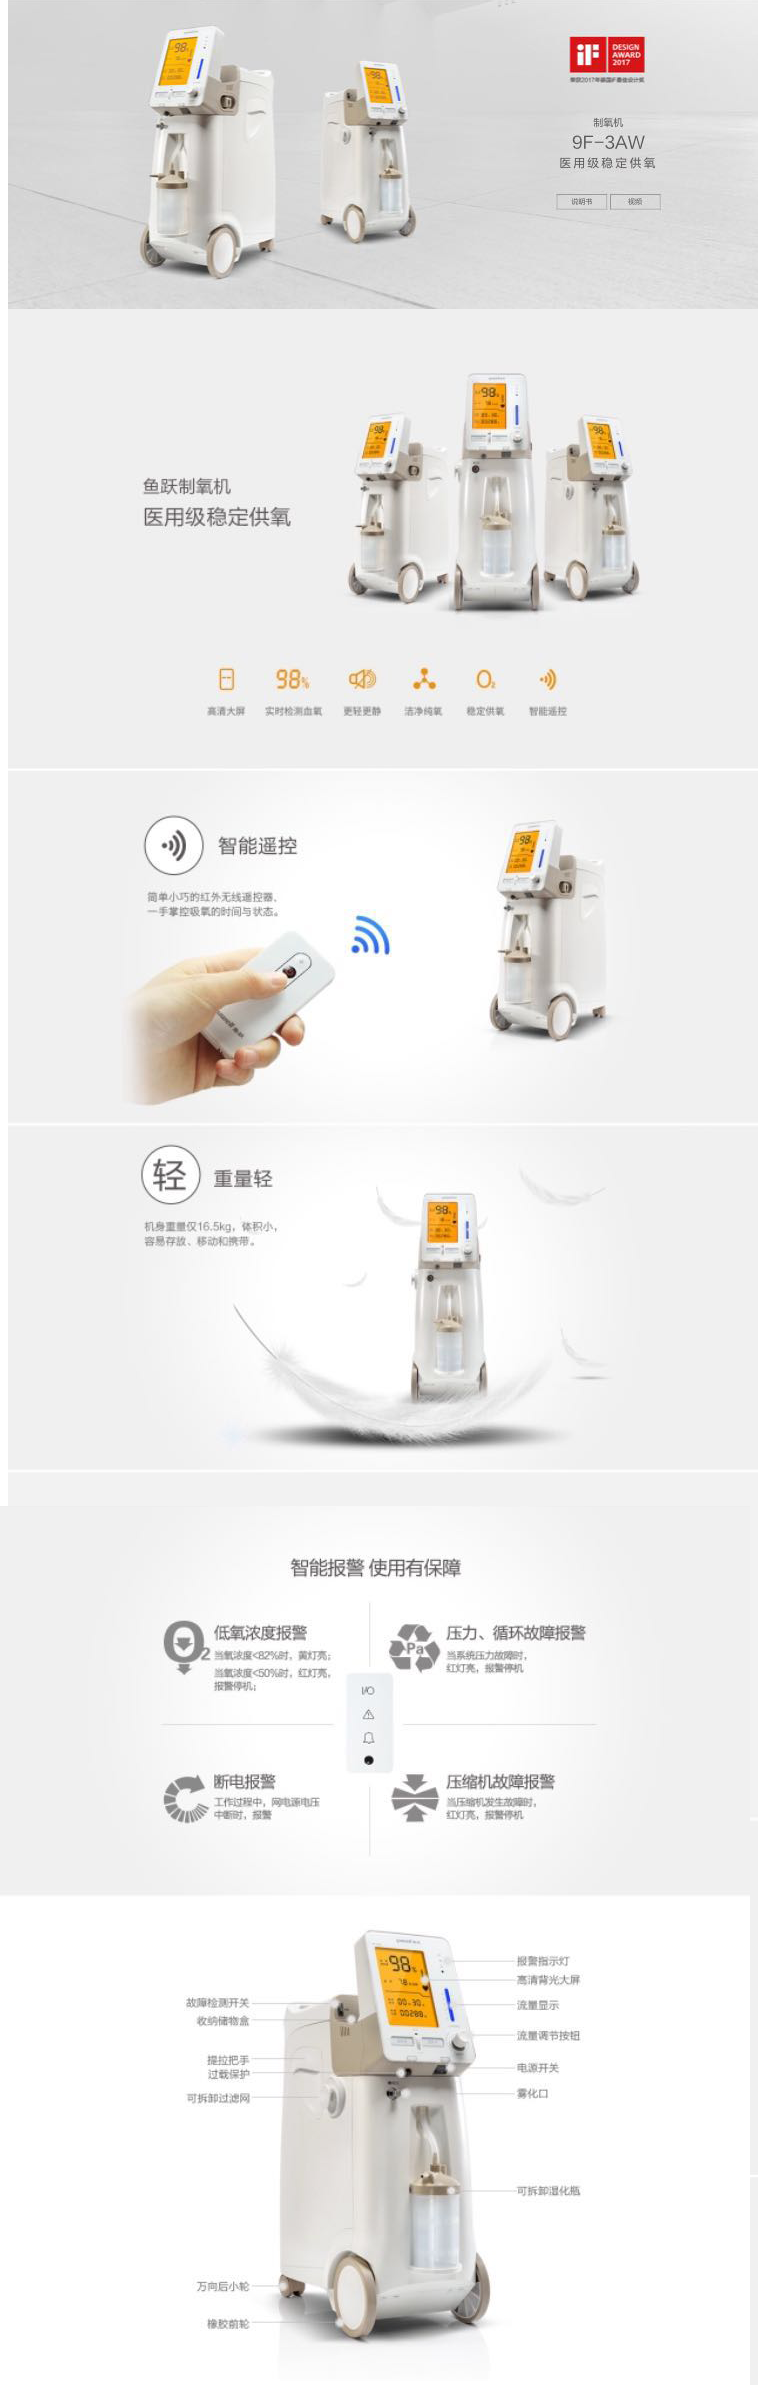 iF
DESIGN
AWARD
2017
荣获2017年德国iF最佳设计奖
制氧机
9F-3AW
医用级稳定供氧
说明书 视频
鱼跃制氧机
医用级稳定供氧
98%
高清大屏 实时检测血氧 更轻更静 洁净纯氧 稳定供氧 智能遥控
智能遥控
简单小巧的红外无线遥控器、
一手掌控吸氧的时间与状态。
轻 重量轻
机身重量仅16.5kg，体积小，
容易存放、移动和携带。
智能报警 使用有保障
低氧浓度报警
当氧浓度<82%时，黄灯亮；
当氧浓度<50%时，红灯亮，
报警停机；
压力、循环故障报警
Pa
当系统压力故障时，
红灯亮，报警停机
I/O
断电报警
工作过程中，网电源电压
中断时，报警
压缩机故障报警
当压缩机发生故障时，
红灯亮，报警停机
98
报警指示灯
高清背光大屏
流量显示
流量调节按钮
电源开关
雾化口
可拆卸湿化瓶
故障检测开关
收纳储物盒
提拉把手
过载保护
可拆卸过滤网
万向后小轮
橡胶前轮